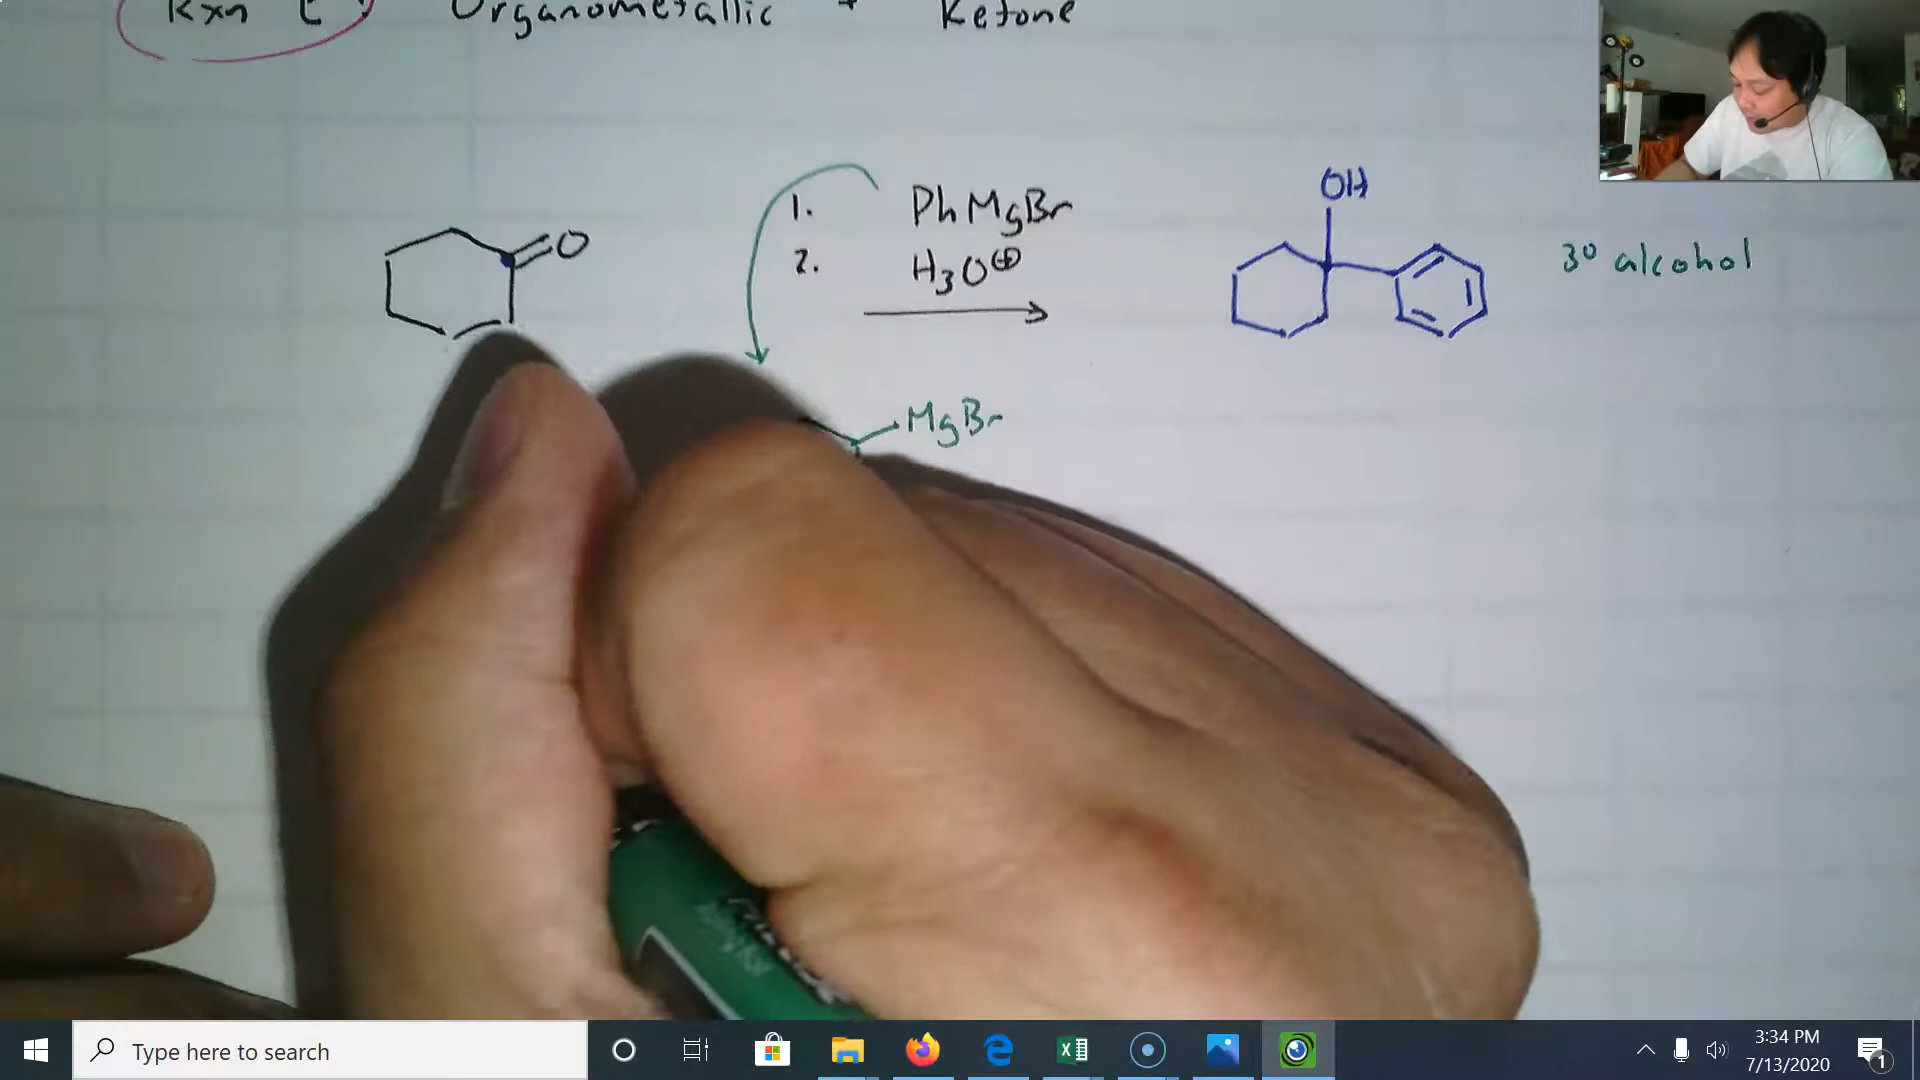 Rxn Organometallic + Ketone
OH
1. PhMgBr
2. H3O⊕
O
3° alcohol
MgBr
Type here to search
3:34 PM
7/13/2020
1